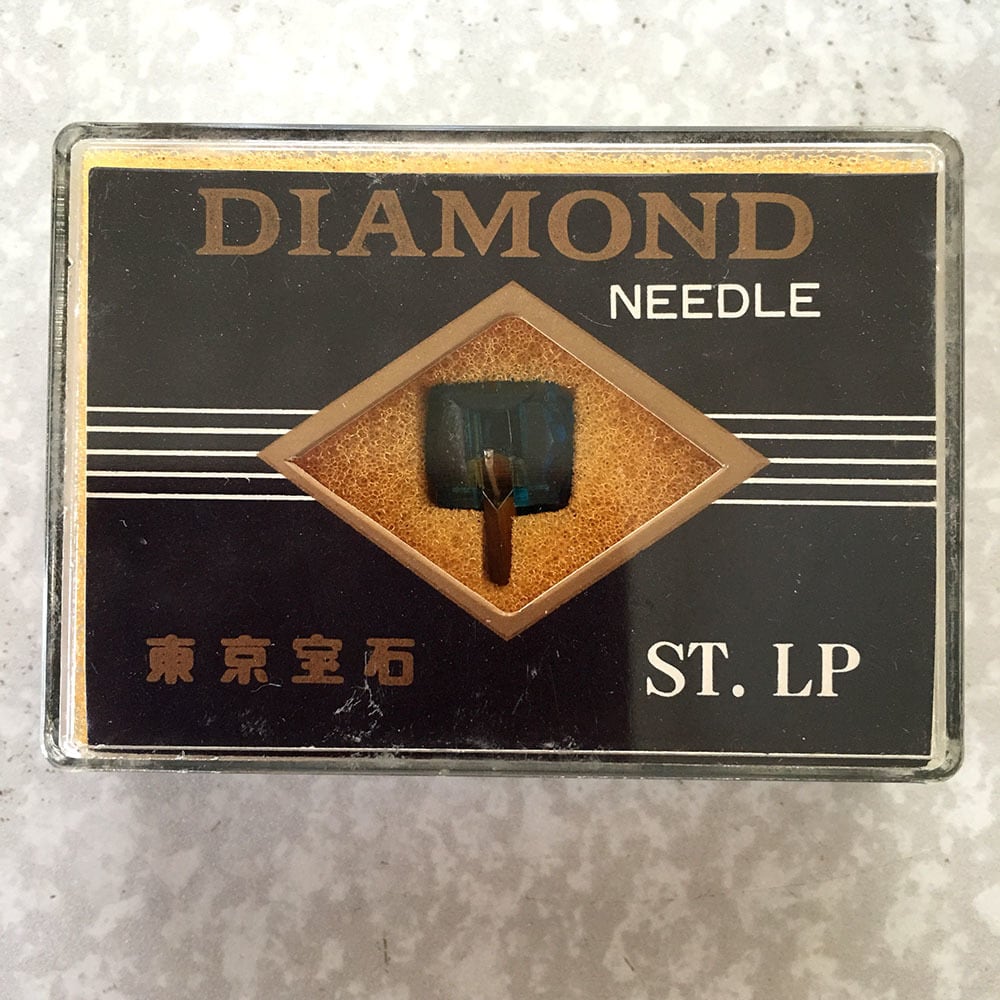 DIAMOND
NEEDLE
東京宝石
ST. LP